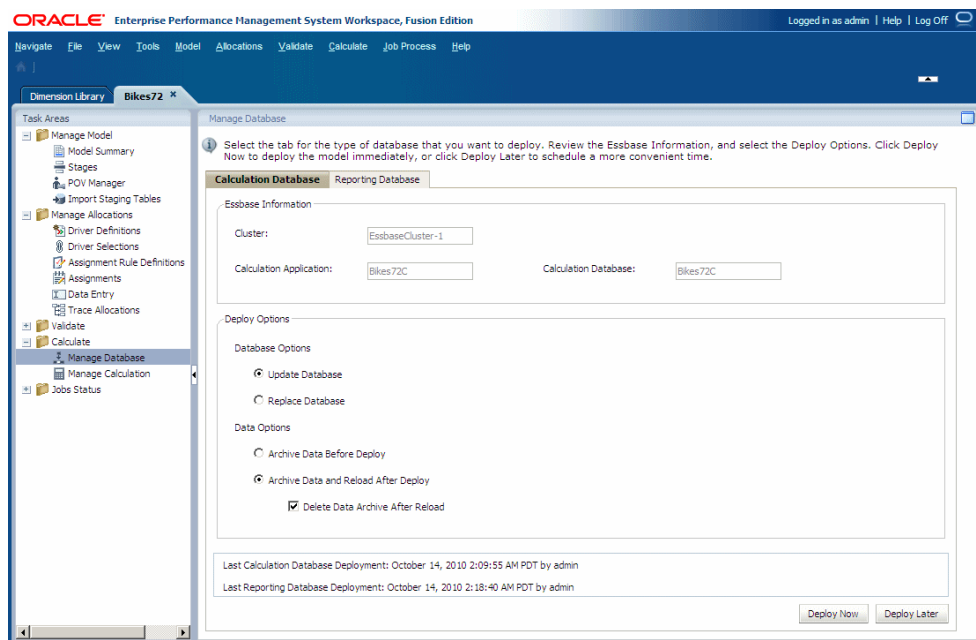 ORACLE Enterprise Performance Management System Workspace, Fusion Edition
Logged in as admin | Help | Log Off
Navigate File View Tools Model Allocations Validate Calculate Job Process Help
Dimension Library Bikes72
Task Areas
Manage Model
Model Summary
Stages
POV Manager
Import Staging Tables
Manage Allocations
Driver Definitions
Driver Selections
Assignment Rule Definitions
Assignments
Data Entry
Trace Allocations
Validate
Calculate
Manage Database
Manage Calculation
Jobs Status
Manage Database
Select the tab for the type of database that you want to deploy. Review the Essbase Information, and select the Deploy Options. Click Deploy
Now to deploy the model immediately, or click Deploy Later to schedule a more convenient time.
Calculation Database Reporting Database
Essbase Information
Cluster: EssbaseCluster-1
Calculation Application: Bikes72C Calculation Database: Bikes72C
Deploy Options
Database Options
Update Database
Replace Database
Data Options
Archive Data Before Deploy
Archive Data and Reload After Deploy
Delete Data Archive After Reload
Last Calculation Database Deployment: October 14, 2010 2:09:55 AM PDT by admin
Last Reporting Database Deployment: October 14, 2010 2:18:40 AM PDT by admin
Deploy Now Deploy Later